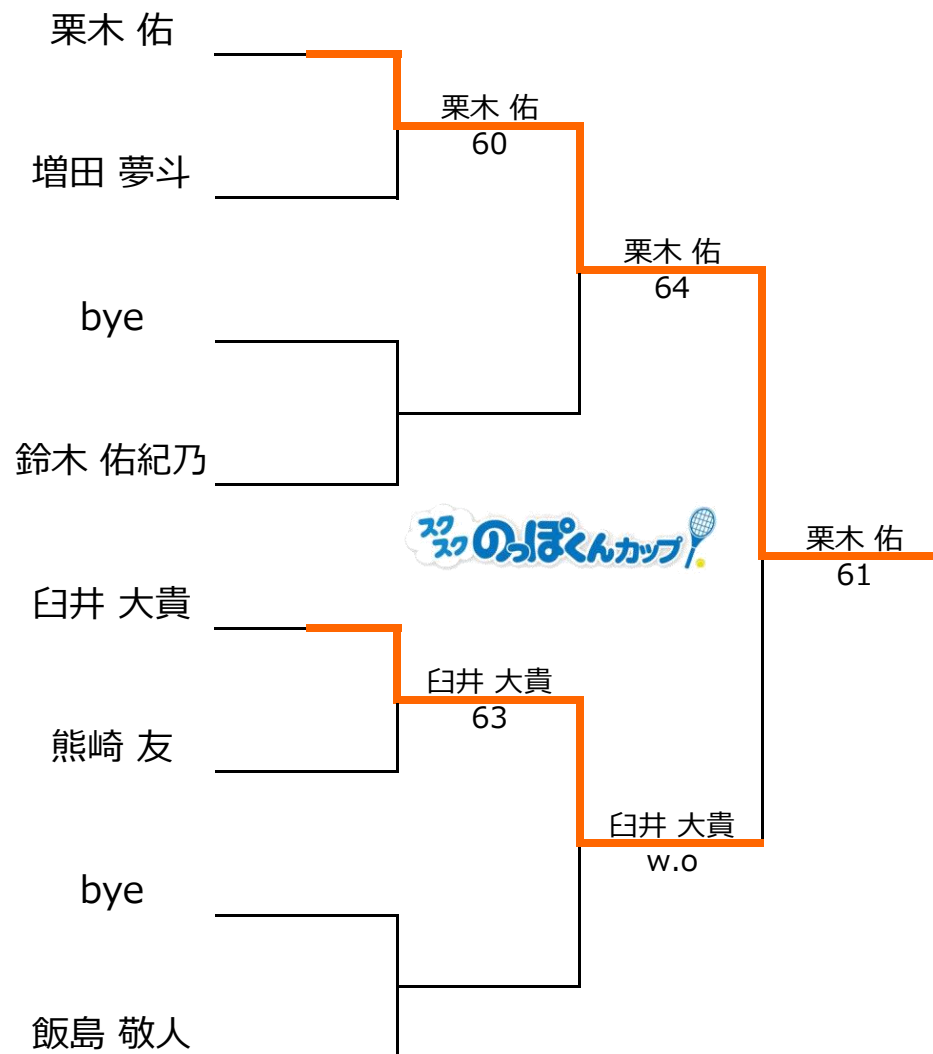 栗木 佑
栗木 佑
60
増田 夢斗
栗木 佑
64
bye
鈴木 佑紀乃
スク
スク のっぽくんカップ
栗木 佑
61
臼井 大貴
臼井 大貴
63
熊崎 友
臼井 大貴
w.o
bye
飯島 敬人